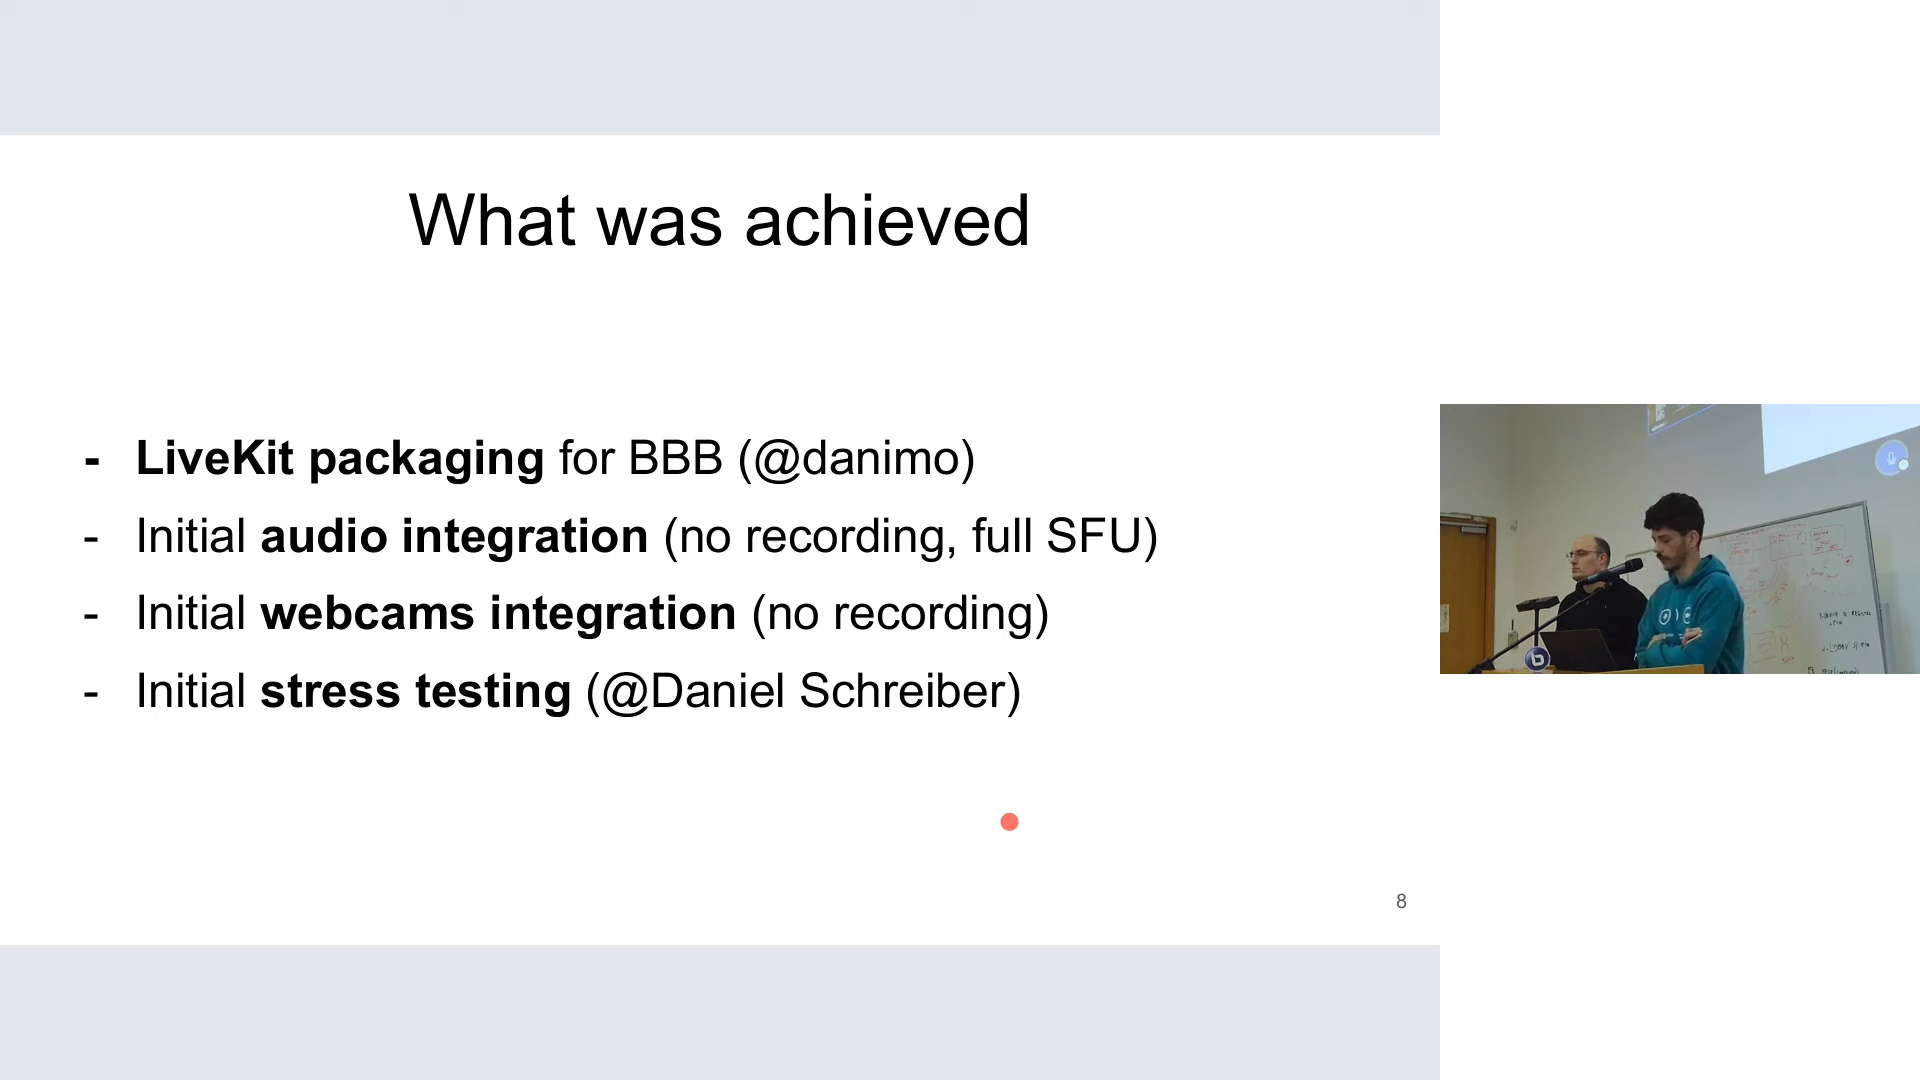 What was achieved
- LiveKit packaging for BBB (@danimo)
- Initial audio integration (no recording, full SFU)
- Initial webcams integration (no recording)
- Initial stress testing (@Daniel Schreiber)
8
b